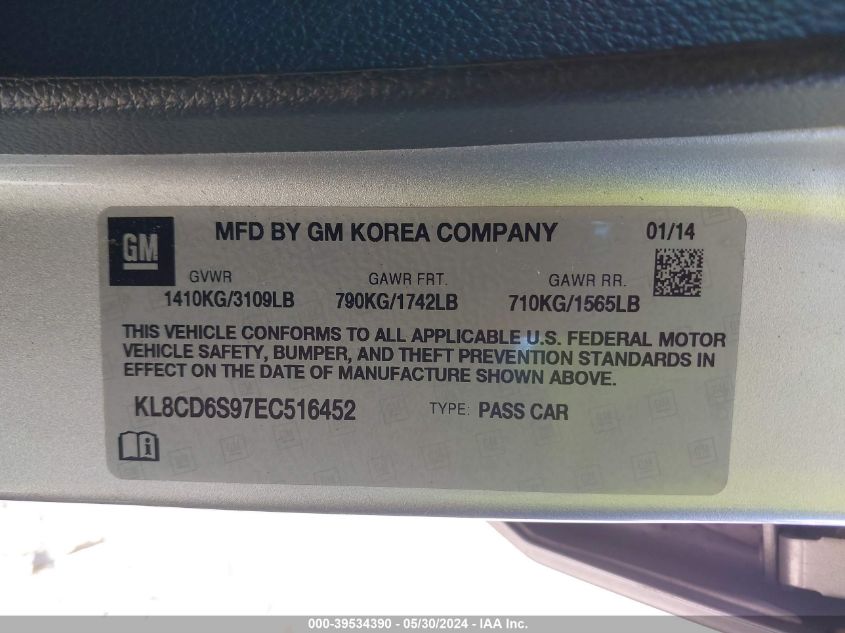 GM
MFD BY GM KOREA COMPANY
01/14
GVWR
GAWR FRT.
GAWR RR.
1410KG/3109LB
790KG/1742LB
710KG/1565LB
THIS VEHICLE CONFORMS TO ALL APPLICABLE U.S. FEDERAL MOTOR
VEHICLE SAFETY, BUMPER, AND THEFT PREVENTION STANDARDS IN
EFFECT ON THE DATE OF MANUFACTURE SHOWN ABOVE.
KL8CD6S97EC516452
TYPE: PASS CAR
000-39534390 - 05/30/2024 - IAA Inc.